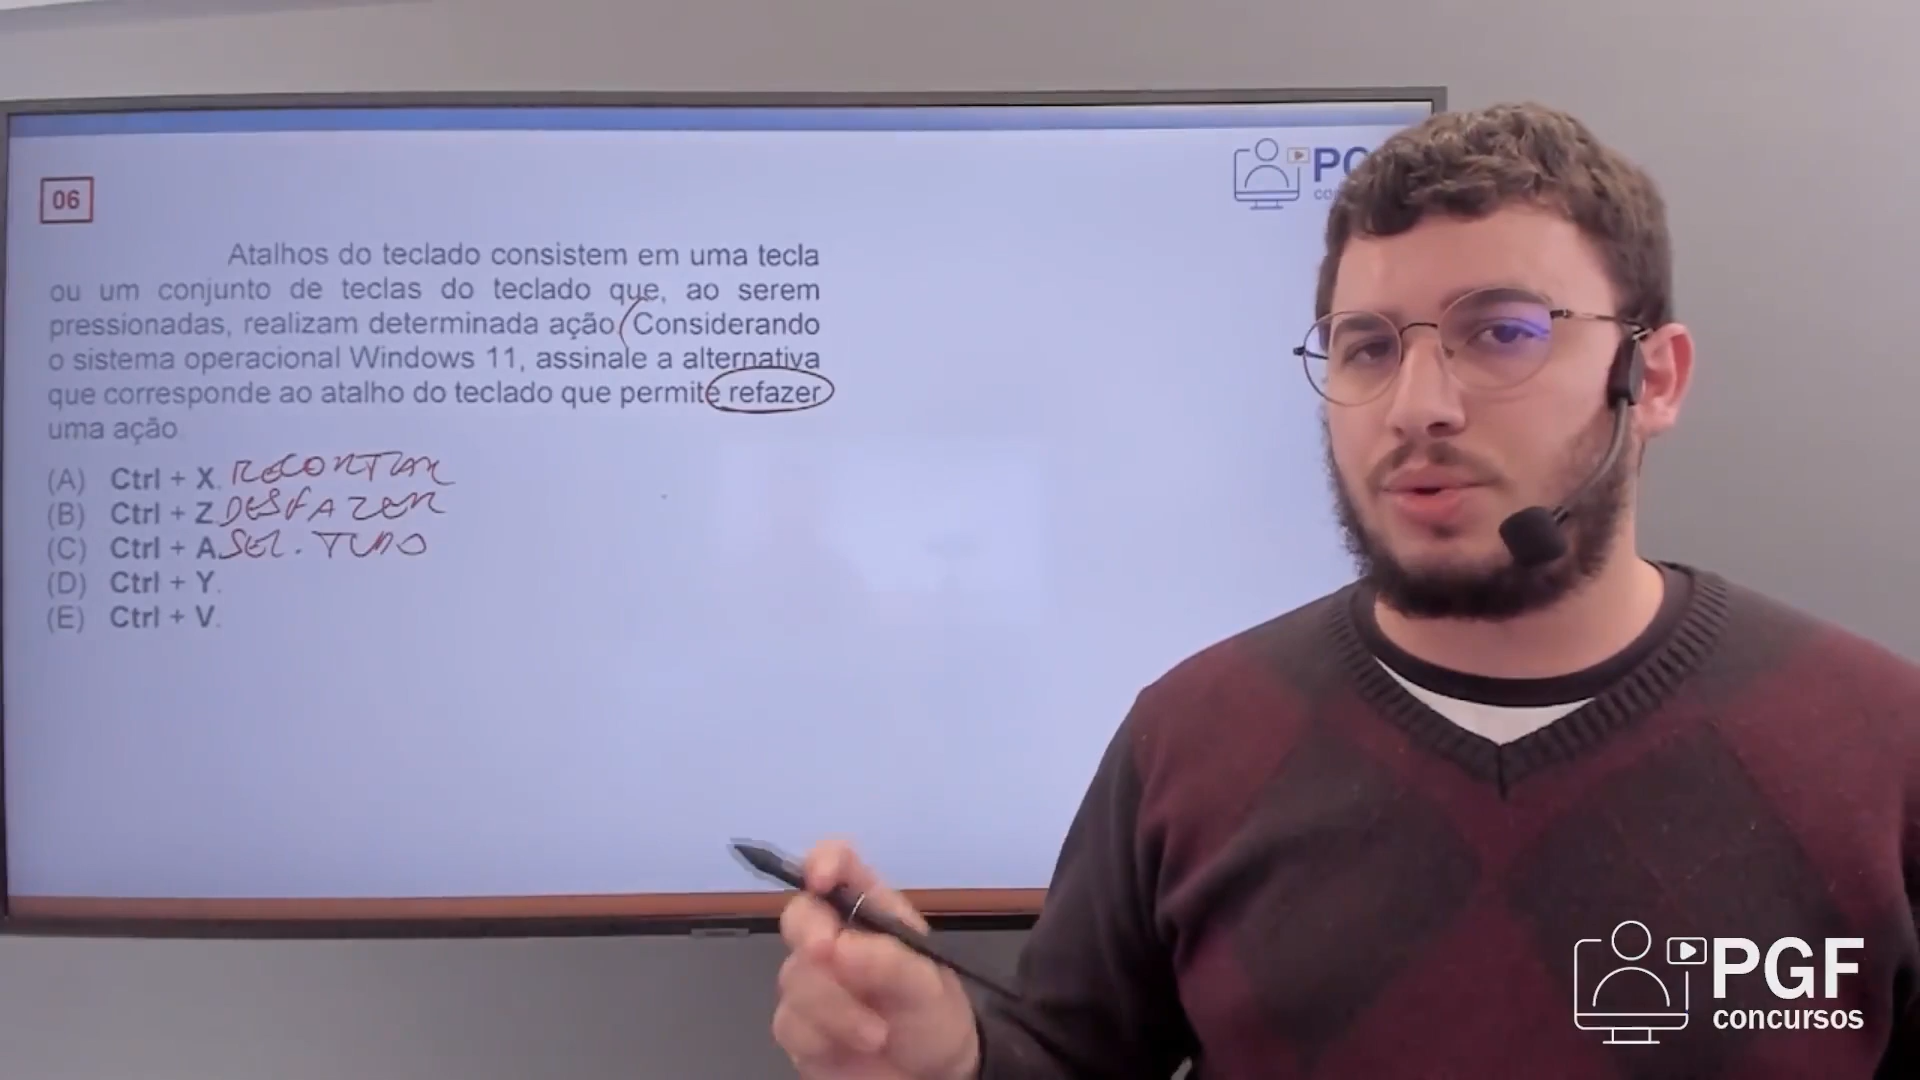 06
PG
Atalhos do teclado consistem em uma tecla
ou um conjunto de teclas do teclado que, ao serem
pressionadas, realizam determinada ação. Considerando
o sistema operacional Windows 11, assinale a alternativa
que corresponde ao atalho do teclado que permite refazer
uma ação.
(A) Ctrl + X. RECORTAR
(B) Ctrl + Z. DESFAZER
(C) Ctrl + A. SEL. TUDO
(D) Ctrl + Y.
(E) Ctrl + V.
PGF
concursos